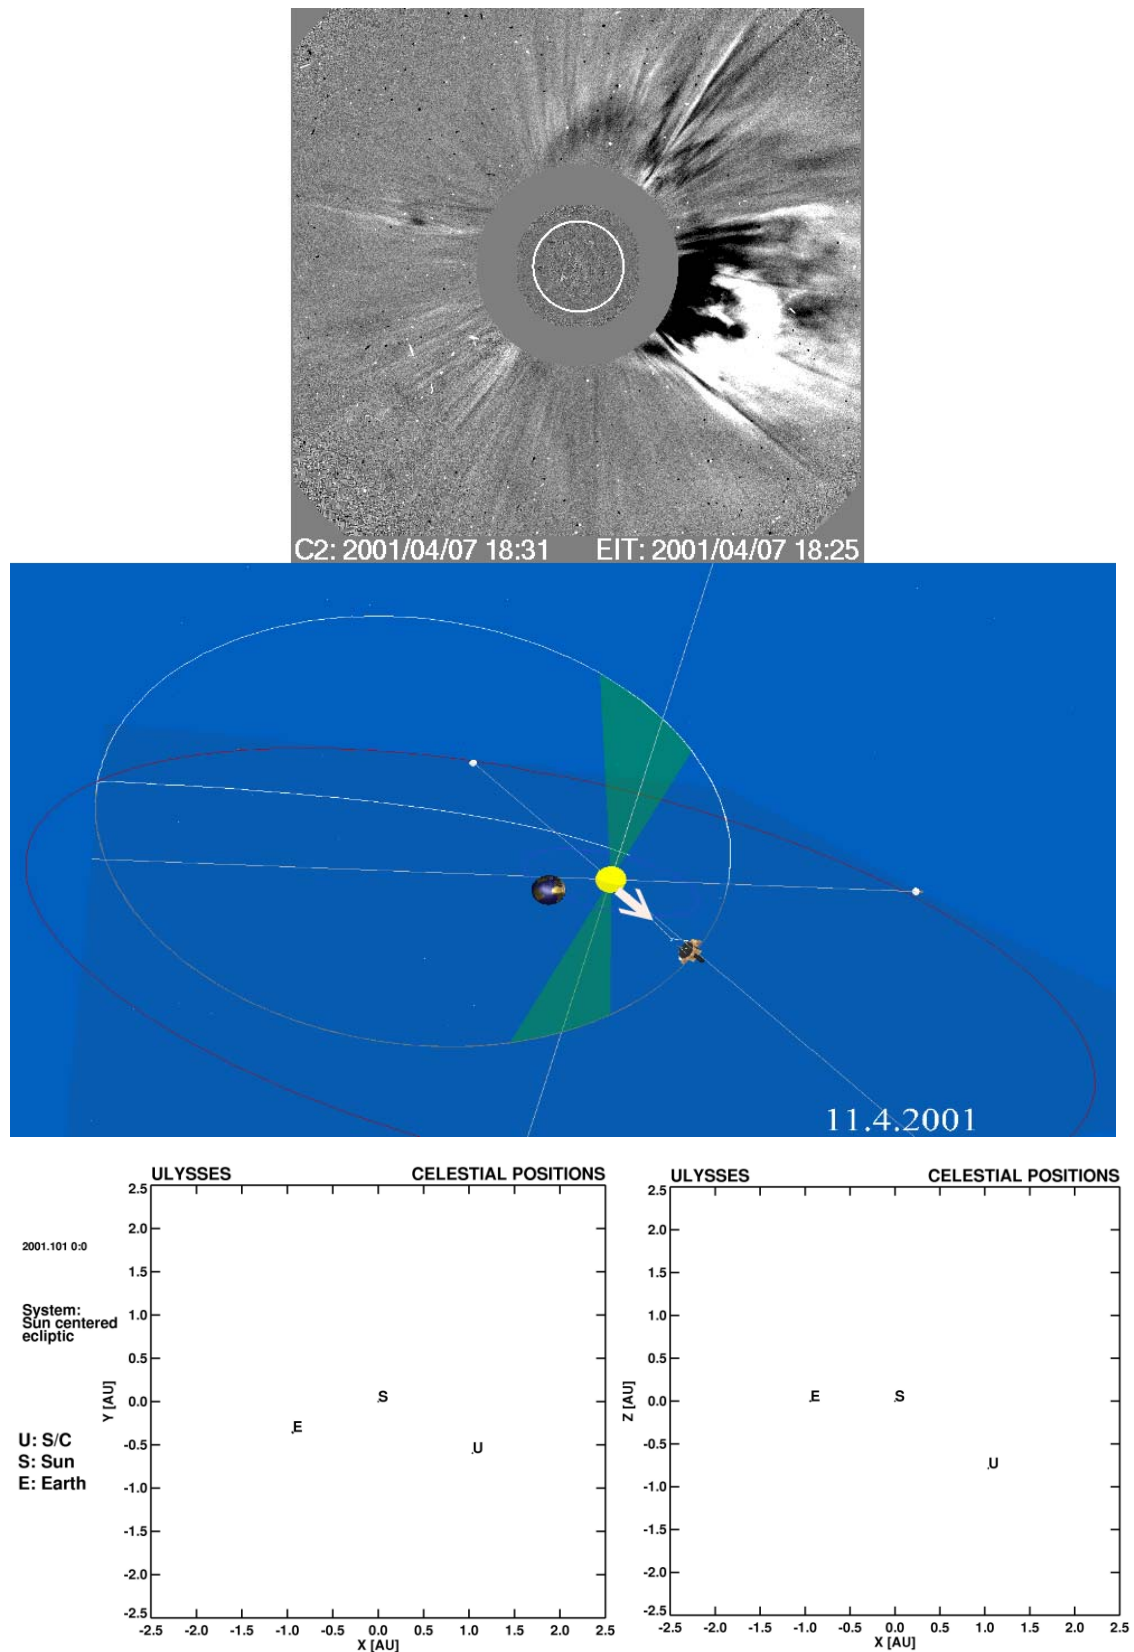 C2: 2001/04/07 18:31 EIT: 2001/04/07 18:25
11.4.2001
ULYSSES CELESTIAL POSITIONS
2001.101 0:0
System:
Sun centered
ecliptic
U: S/C
S: Sun
E: Earth
Y [AU]
2.5
2.0
1.5
1.0
0.5
0.0
-0.5
-1.0
-1.5
-2.0
-2.5
S
E
U
-2.5 -2.0 -1.5 -1.0 -0.5 0.0 0.5 1.0 1.5 2.0 2.5
X [AU]
ULYSSES CELESTIAL POSITIONS
Z [AU]
2.5
2.0
1.5
1.0
0.5
0.0
-0.5
-1.0
-1.5
-2.0
-2.5
E S
U
-2.5 -2.0 -1.5 -1.0 -0.5 0.0 0.5 1.0 1.5 2.0 2.5
X [AU]